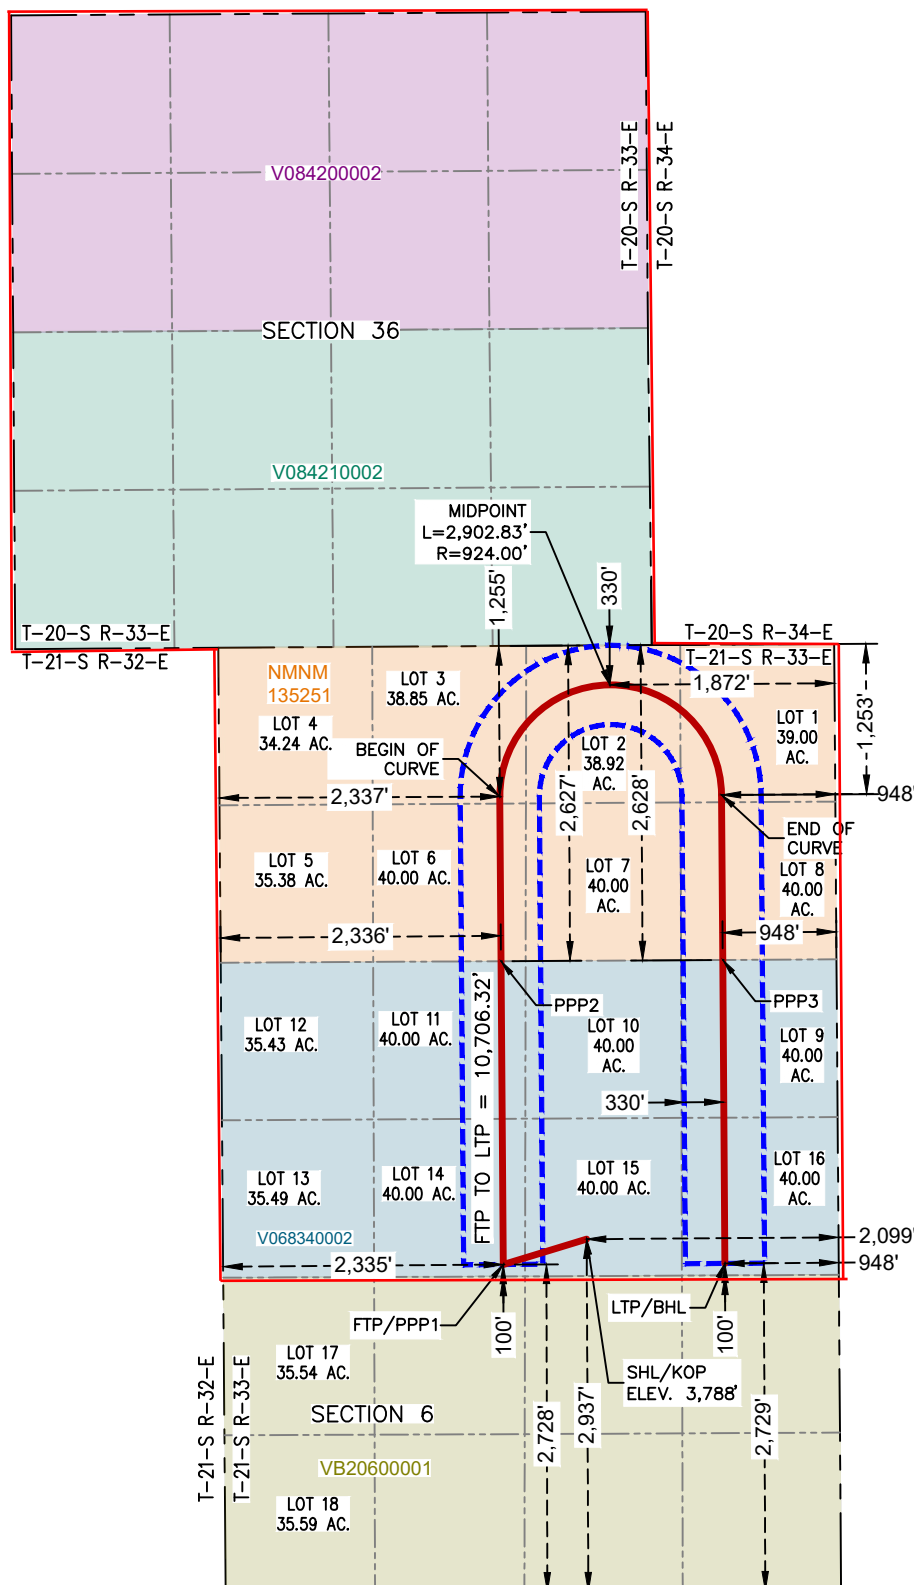 V084200002
T-20-S R-33-E
T-20-S R-34-E
SECTION 36
V084210002
MIDPOINT
L=2,902.83'
R=924.00'
1,255'
330'
T-20-S R-33-E
T-21-S R-32-E
T-20-S R-34-E
T-21-S R-33-E
NMNM
135251
LOT 3
38.85 AC.
LOT 4
34.24 AC.
1,872'
LOT 1
39.00
AC.
1,253'
LOT 2
38.92
AC.
BEGIN OF
CURVE
2,337'
2,627'
2,628'
948'
END OF
CURVE
LOT 5
35.38 AC.
LOT 6
40.00 AC.
LOT 7
40.00
AC.
LOT 8
40.00
AC.
2,336'
948'
PPP2
PPP3
FTP TO LTP = 10,706.32'
LOT 12
35.43 AC.
LOT 11
40.00 AC.
LOT 10
40.00
AC.
LOT 9
40.00
AC.
330'
LOT 13
35.49 AC.
LOT 14
40.00 AC.
LOT 15
40.00 AC.
LOT 16
40.00
AC.
V068340002
2,099'
2,335'
948'
FTP/PPP1
100'
LTP/BHL
100'
SHL/KOP
ELEV. 3,788'
LOT 17
35.54 AC.
T-21-S R-32-E
T-21-S R-33-E
SECTION 6
2,728'
2,937'
2,729'
VB20600001
LOT 18
35.59 AC.